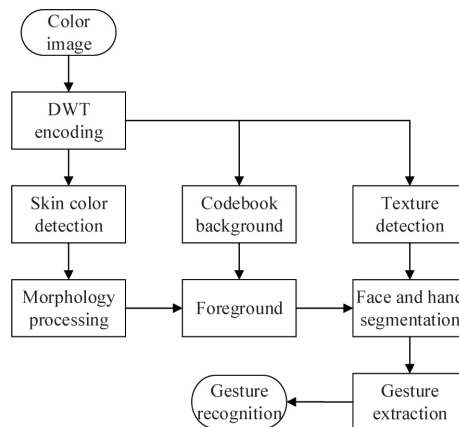 Color
image
DWT
encoding
Skin color
detection
Codebook
background
Texture
detection
Morphology
processing
Foreground
Face and hand
segmentation
Gesture
recognition
Gesture
extraction